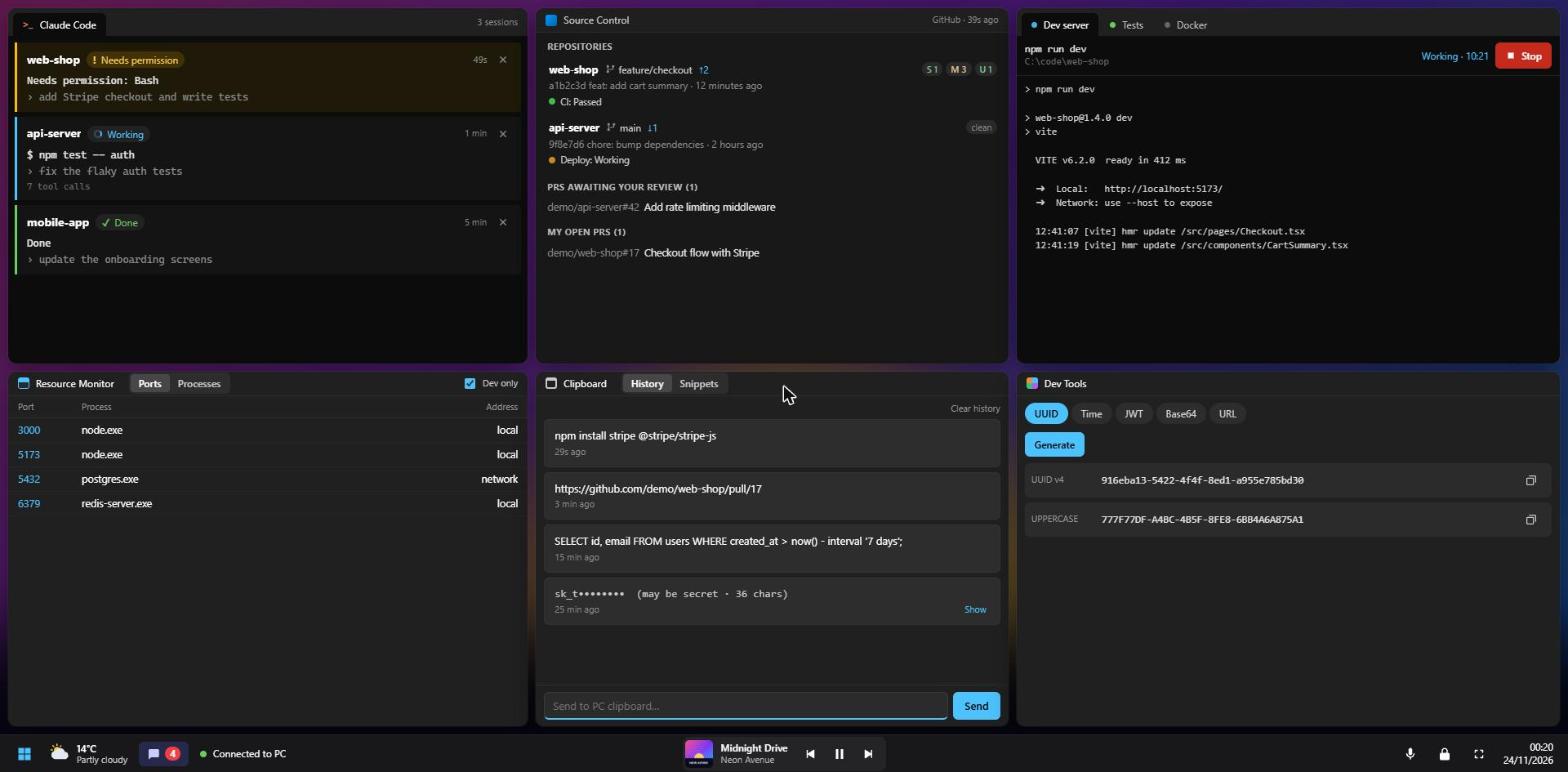 >_ Claude Code
3 sessions
web-shop ! Needs permission 49s ×
Needs permission: Bash
› add Stripe checkout and write tests
api-server Working 1 min ×
$ npm test —— auth
› fix the flaky auth tests
7 tool calls
mobile-app ✓ Done 5 min ×
Done
› update the onboarding screens
Source Control
GitHub · 39s ago
REPOSITORIES
web-shop feature/checkout ↑2 S 1 M 3 U 1
a1b2c3d feat: add cart summary · 12 minutes ago
CI: Passed
api-server main ↓1 clean
9f8e7d6 chore: bump dependencies · 2 hours ago
Deploy: Working
PRS AWAITING YOUR REVIEW (1)
demo/api-server#42 Add rate limiting middleware
MY OPEN PRS (1)
demo/web-shop#17 Checkout flow with Stripe
Dev server Tests Docker
npm run dev
C:\code\web-shop
Working · 10:21 Stop
> npm run dev
> web-shop@1.4.0 dev
> vite
VITE v6.2.0 ready in 412 ms
➜ Local: http://localhost:5173/
➜ Network: use --host to expose
12:41:07 [vite] hmr update /src/pages/Checkout.tsx
12:41:19 [vite] hmr update /src/components/CartSummary.tsx
Resource Monitor Ports Processes Dev only
Port Process Address
3000 node.exe local
5173 node.exe local
5432 postgres.exe network
6379 redis-server.exe local
Clipboard History Snippets
Clear history
npm install stripe @stripe/stripe-js
29s ago
https://github.com/demo/web-shop/pull/17
3 min ago
SELECT id, email FROM users WHERE created_at > now() - interval '7 days';
15 min ago
sk_t•••••••• (may be secret · 36 chars)
25 min ago Show
Send to PC clipboard... Send
Dev Tools
UUID Time JWT Base64 URL
Generate
UUID v4 916eba13-5422-4f4f-8ed1-a955e785bd30
UPPERCASE 777F77DF-A4BC-4B5F-8FE8-6BB4A6A875A1
14°C
Partly cloudy
4
Connected to PC
Midnight Drive
Neon Avenue
00:20
24/11/2026